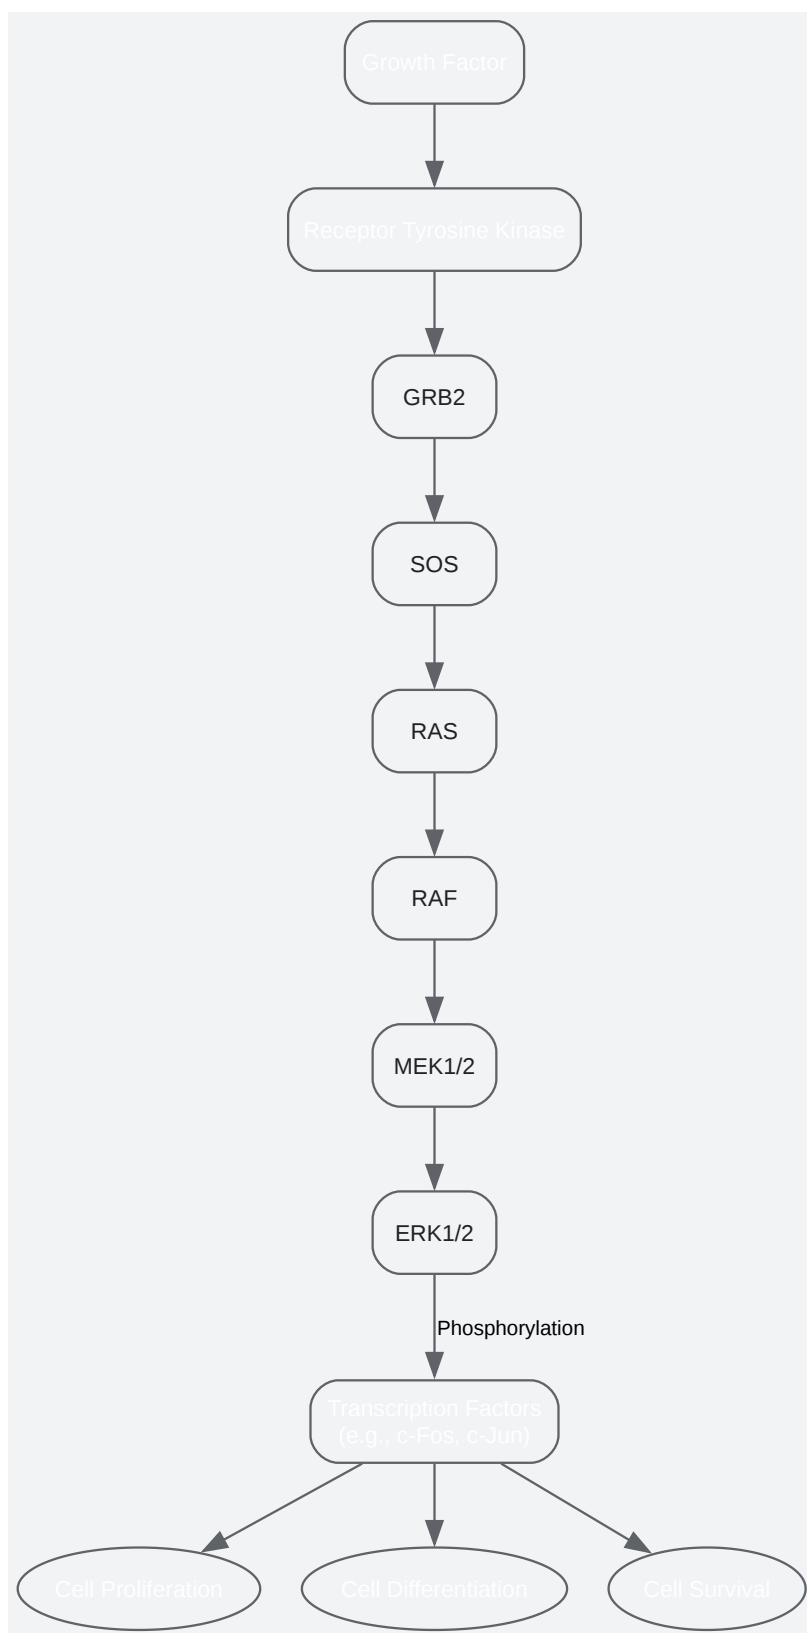 Growth Factor
Receptor Tyrosine Kinase
GRB2
SOS
RAS
RAF
MEK1/2
ERK1/2
Phosphorylation
Transcription Factors
(e.g., c-Fos, c-Jun)
Cell Proliferation
Cell Differentiation
Cell Survival